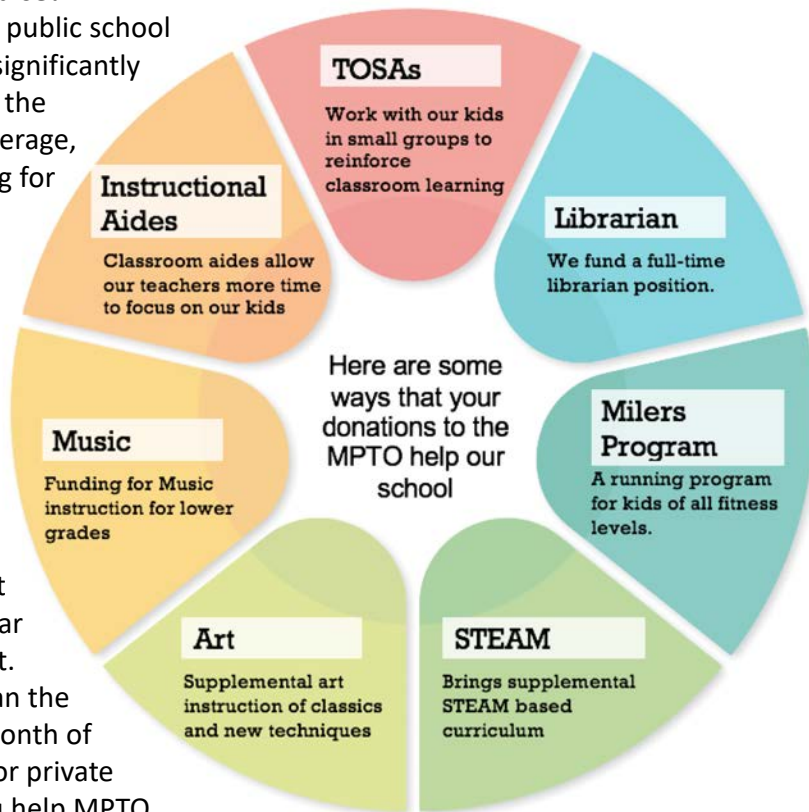 public school
significantly
the
erage,
g for
TOSAs
Work with our kids
in small groups to
reinforce
classroom learning
Librarian
We fund a full-time
librarian position.
Milers
Program
A running program
for kids of all fitness
levels.
STEAM
Brings supplemental
STEAM based
curriculum
Art
Supplemental art
instruction of classics
and new techniques
Music
Funding for Music
instruction for lower
grades
Instructional
Aides
Classroom aides allow
our teachers more time
to focus on our kids
Here are some
ways that your
donations to the
MPTO help our
school
t
ar
t.
an the
onth of
or private
help MPTO